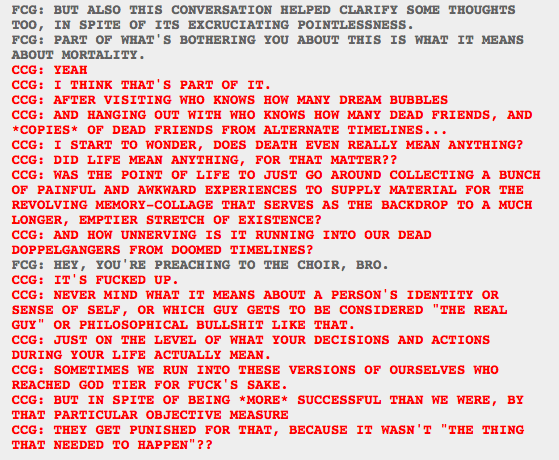 FCG: BUT ALSO THIS CONVERSATION HELPED CLARIFY SOME THOUGHTS
TOO, IN SPITE OF ITS EXCRUCIATING POINTLESSNESS.
FCG: PART OF WHAT'S BOTHERING YOU ABOUT THIS IS WHAT IT MEANS
ABOUT MORTALITY.
CCG: YEAH
CCG: I THINK THAT'S PART OF IT.
CCG: AFTER VISITING WHO KNOWS HOW MANY DREAM BUBBLES
CCG: AND HANGING OUT WITH WHO KNOWS HOW MANY DEAD FRIENDS, AND
*COPIES* OF DEAD FRIENDS FROM ALTERNATE TIMELINES...
CCG: I START TO WONDER, DOES DEATH EVEN REALLY MEAN ANYTHING?
CCG: DID LIFE MEAN ANYTHING, FOR THAT MATTER??
CCG: WAS THE POINT OF LIFE TO JUST GO AROUND COLLECTING A BUNCH
OF PAINFUL AND AWKWARD EXPERIENCES TO SUPPLY MATERIAL FOR THE
REVOLVING MEMORY-COLLAGE THAT SERVES AS THE BACKDROP TO A MUCH
LONGER, EMPTIER STRETCH OF EXISTENCE?
CCG: AND HOW UNNERVING IS IT RUNNING INTO OUR DEAD
DOPPELGANGERS FROM DOOMED TIMELINES?
FCG: HEY, YOU'RE PREACHING TO THE CHOIR, BRO.
CCG: IT'S FUCKED UP.
CCG: NEVER MIND WHAT IT MEANS ABOUT A PERSON'S IDENTITY OR
SENSE OF SELF, OR WHICH GUY GETS TO BE CONSIDERED "THE REAL
GUY" OR PHILOSOPHICAL BULLSHIT LIKE THAT.
CCG: JUST ON THE LEVEL OF WHAT YOUR DECISIONS AND ACTIONS
DURING YOUR LIFE ACTUALLY MEAN.
CCG: SOMETIMES WE RUN INTO THESE VERSIONS OF OURSELVES WHO
REACHED GOD TIER FOR FUCK'S SAKE.
CCG: BUT IN SPITE OF BEING *MORE* SUCCESSFUL THAN WE WERE, BY
THAT PARTICULAR OBJECTIVE MEASURE
CCG: THEY GET PUNISHED FOR THAT, BECAUSE IT WASN'T "THE THING
THAT NEEDED TO HAPPEN"??